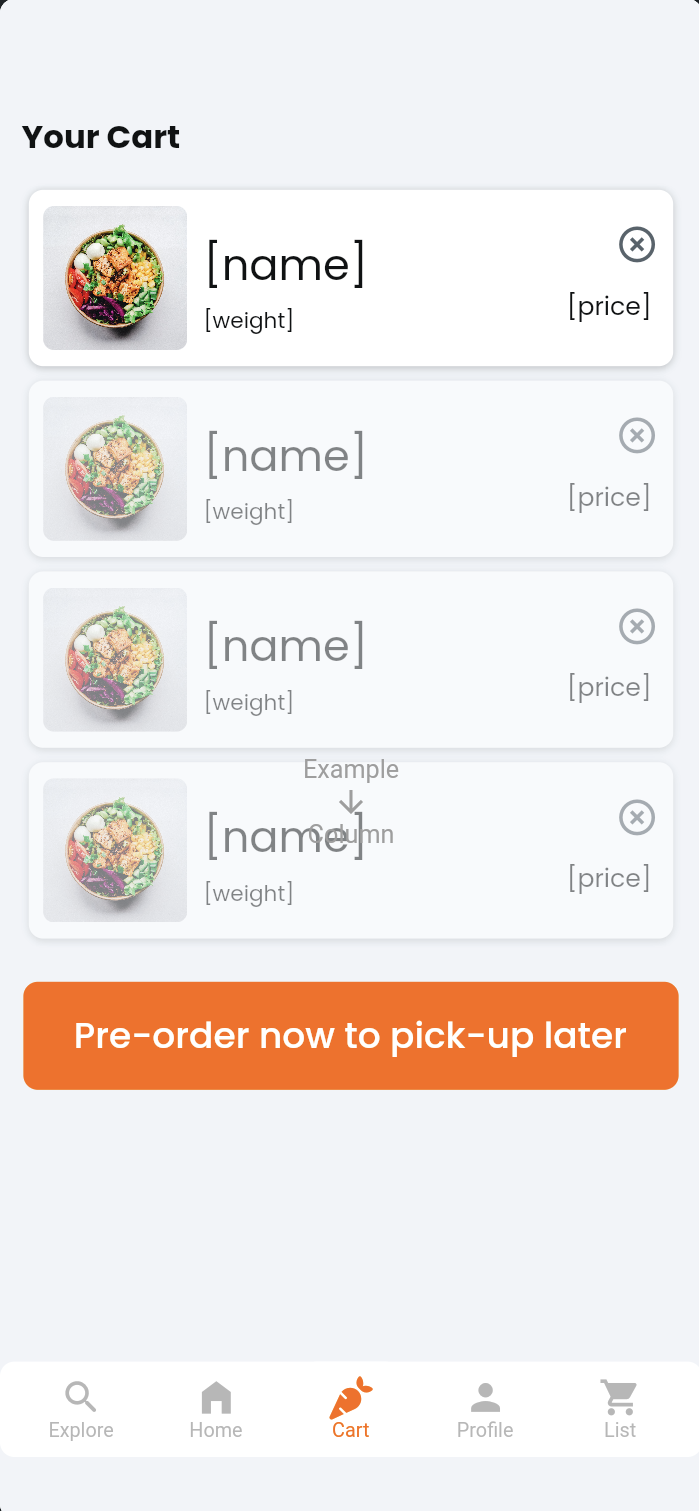 Your Cart
[name]
[weight]
[price]
[name]
[weight]
[price]
[name]
[weight]
[price]
Example
Column
[name]
[weight]
[price]
Pre-order now to pick-up later
Explore
Home
Cart
Profile
List